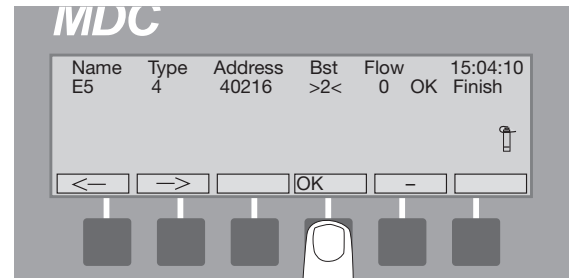 MDC
Name Type Address Bst Flow 15:04:10
E5 4 40216 >2< 0 OK Finish
<— —> OK –